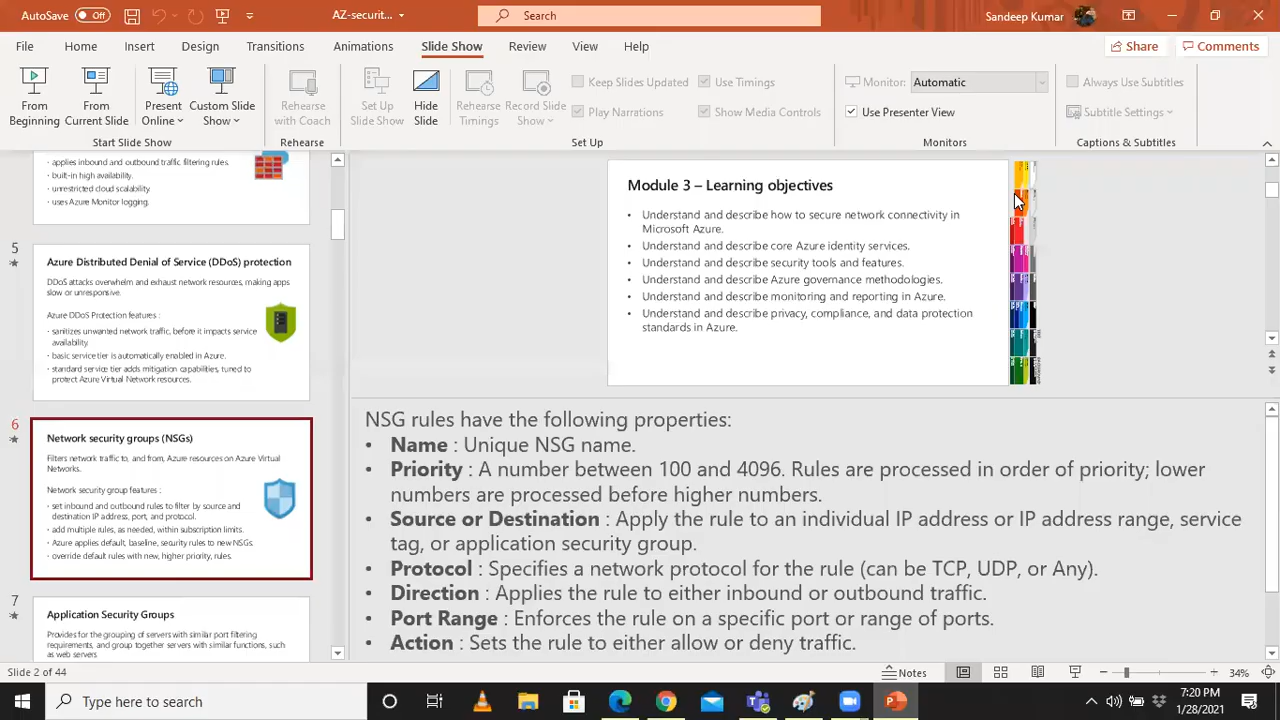 AutoSave
Off
AZ-securit...
Search
Sandeep Kumar
File
Home
Insert
Design
Transitions
Animations
Slide Show
Review
View
Help
Share
Comments
From Beginning
From Current Slide
Present Online
Custom Slide Show
Start Slide Show
Rehearse with Coach
Rehearse
Set Up Slide Show
Hide Slide
Rehearse Timings
Record Slide Show
Keep Slides Updated
Play Narrations
Use Timings
Show Media Controls
Set Up
Monitor:
Automatic
Use Presenter View
Monitors
Always Use Subtitles
Subtitle Settings
Captions & Subtitles
applies inbound and outbound traffic filtering rules.
built-in high availability.
unrestricted cloud scalability.
uses Azure Monitor logging.
5
Azure Distributed Denial of Service (DDoS) protection
DDoS attacks overwhelm and exhaust network resources, making apps
slow or unresponsive.
Azure DDoS Protection features :
• sanitizes unwanted network traffic, before it impacts service
availability.
• basic service tier is automatically enabled in Azure.
• standard service tier adds mitigation capabilities, tuned to
protect Azure Virtual Network resources.
6
Network security groups (NSGs)
Filters network traffic to, and from, Azure resources on Azure Virtual
Networks.
Network security group features :
• set inbound and outbound rules to filter by source and
destination IP address, port, and protocol.
• add multiple rules, as needed, within subscription limits.
• Azure applies default, baseline, security rules to new NSGs.
• override default rules with new, higher priority, rules.
7
Application Security Groups
Provides for the grouping of servers with similar port filtering
requirements, and group together servers with similar functions, such
as web servers
Module 3 – Learning objectives
• Understand and describe how to secure network connectivity in
Microsoft Azure.
• Understand and describe core Azure identity services.
• Understand and describe security tools and features.
• Understand and describe Azure governance methodologies.
• Understand and describe monitoring and reporting in Azure.
• Understand and describe privacy, compliance, and data protection
standards in Azure.
NSG rules have the following properties:
• Name : Unique NSG name.
• Priority : A number between 100 and 4096. Rules are processed in order of priority; lower
numbers are processed before higher numbers.
• Source or Destination : Apply the rule to an individual IP address or IP address range, service
tag, or application security group.
• Protocol : Specifies a network protocol for the rule (can be TCP, UDP, or Any).
• Direction : Applies the rule to either inbound or outbound traffic.
• Port Range : Enforces the rule on a specific port or range of ports.
• Action : Sets the rule to either allow or deny traffic.
Slide 2 of 44
Notes
34%
Type here to search
7:20 PM
1/28/2021